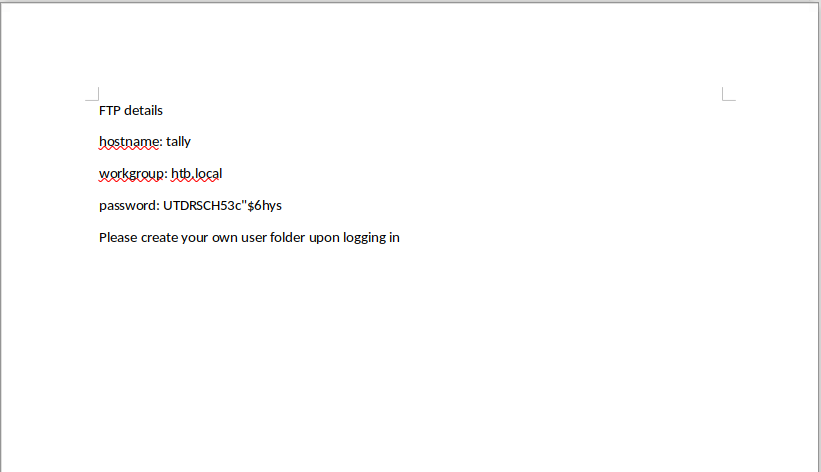 FTP details
hostname: tally
workgroup: htb.local
password: UTDRSCH53c"$6hys
Please create your own user folder upon logging in